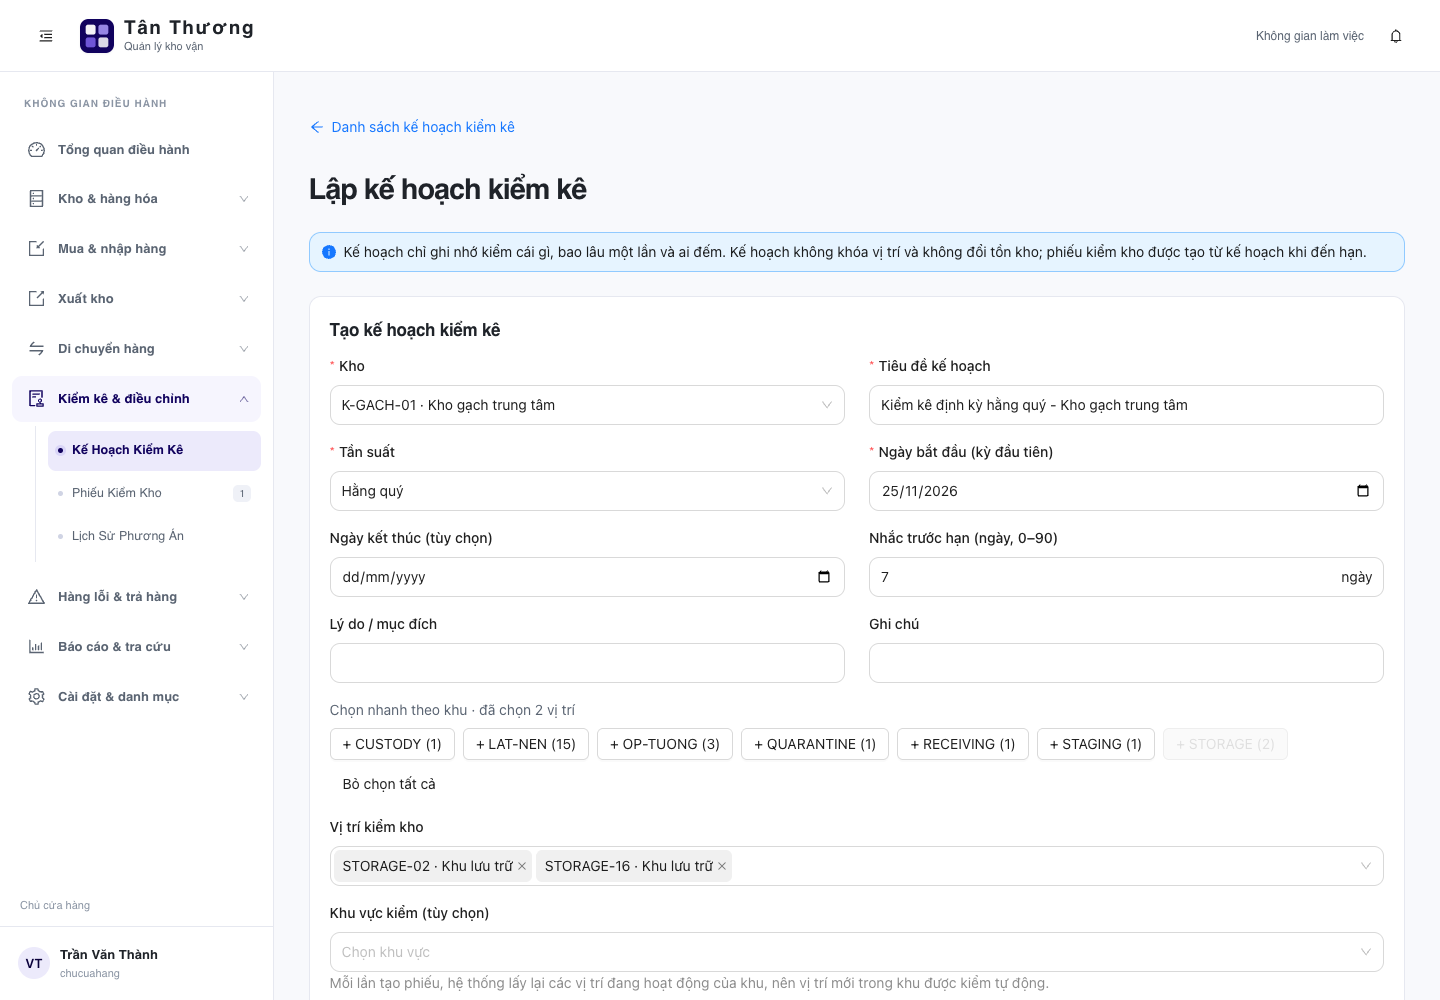 Tân Thương
Quản lý kho vận
Không gian làm việc
KHÔNG GIAN ĐIỀU HÀNH
Tổng quan điều hành
Kho & hàng hóa
Mua & nhập hàng
Xuất kho
Di chuyển hàng
Kiểm kê & điều chỉnh
Kế Hoạch Kiểm Kê
Phiếu Kiểm Kho
1
Lịch Sử Phương Án
Hàng lỗi & trả hàng
Báo cáo & tra cứu
Cài đặt & danh mục
Chủ cửa hàng
VT
Trần Văn Thành
chucuahang
Danh sách kế hoạch kiểm kê
Lập kế hoạch kiểm kê
Kế hoạch chỉ ghi nhớ kiểm cái gì, bao lâu một lần và ai đếm. Kế hoạch không khóa vị trí và không đổi tồn kho; phiếu kiểm kho được tạo từ kế hoạch khi đến hạn.
Tạo kế hoạch kiểm kê
* Kho
* Tiêu đề kế hoạch
K-GACH-01 · Kho gạch trung tâm
Kiểm kê định kỳ hằng quý - Kho gạch trung tâm
* Tần suất
* Ngày bắt đầu (kỳ đầu tiên)
Hằng quý
25/11/2026
Ngày kết thúc (tùy chọn)
Nhắc trước hạn (ngày, 0–90)
dd/mm/yyyy
7
ngày
Lý do / mục đích
Ghi chú
Chọn nhanh theo khu · đã chọn 2 vị trí
+ CUSTODY (1)
+ LAT-NEN (15)
+ OP-TUONG (3)
+ QUARANTINE (1)
+ RECEIVING (1)
+ STAGING (1)
+ STORAGE (2)
Bỏ chọn tất cả
Vị trí kiểm kho
STORAGE-02 · Khu lưu trữ
STORAGE-16 · Khu lưu trữ
Khu vực kiểm (tùy chọn)
Chọn khu vực
Mỗi lần tạo phiếu, hệ thống lấy lại các vị trí đang hoạt động của khu, nên vị trí mới trong khu được kiểm tự động.